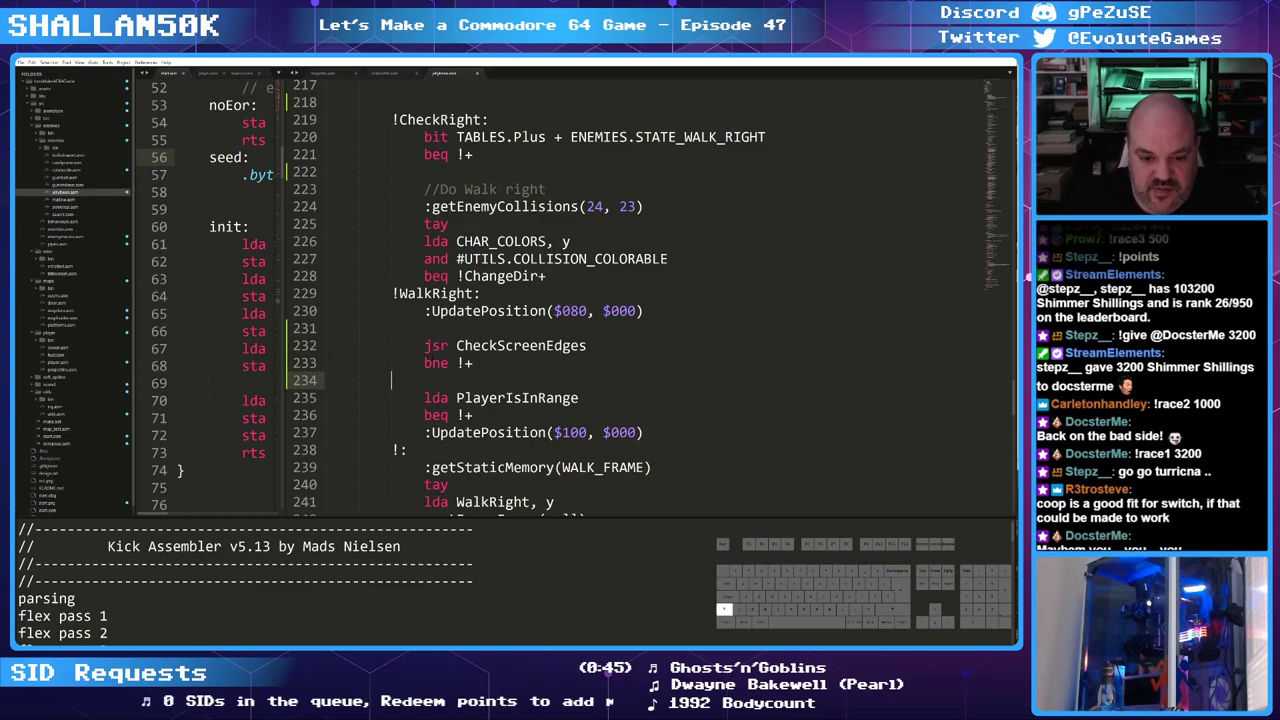 SHALLAN50K
Let's Make a Commodore 64 Game - Episode 47
Discord gPeZuSE
Twitter @EvoluteGames
FOLDERS
52 // e
53 noEor:
54 sta
55 rts
56 seed:
57 .byt
58
59
60 init:
61 lda
62 sta
63 lda
64 sta
65 lda
66 sta
67 lda
68 sta
69
70 lda
71 sta
72 sta
73 rts
74 }
75
76
217
218
219 !CheckRight:
220 bit TABLES.Plus + ENEMIES.STATE_WALK_RIGHT
221 beq !+
222
223 //Do Walk right
224 :getEnemyCollisions(24, 23)
225 tay
226 lda CHAR_COLORS, y
227 and #UTILS.COLLISION_COLORABLE
228 beq !ChangeDir+
229 !WalkRight:
230 :UpdatePosition($080, $000)
231
232 jsr CheckScreenEdges
233 bne !+
234
235 lda PlayerIsInRange
236 beq !+
237 :UpdatePosition($100, $000)
238 !:
239 :getStaticMemory(WALK_FRAME)
240 tay
241 lda WalkRight, y
Prow7: !race3 500
Stepz__: !points
StreamElements:
@stepz__, stepz__ has 103200
Shimmer Shillings and is rank 26/950
on the leaderboard.
Stepz__: !give @DocsterMe 3200
StreamElements:
stepz__ gave 3200 Shimmer Shillings
to docsterme
Carletonhandley: !race2 1000
DocsterMe:
Back on the bad side!
DocsterMe: !race1 3200
Stepz__: go go turricna ..
R3trosteve:
coop is a good fit for switch, if that
could be made to work
DocsterMe:
//------------------------------------------------------
// Kick Assembler v5.13 by Mads Nielsen
//------------------------------------------------------
//------------------------------------------------------
parsing
flex pass 1
flex pass 2
SID Requests
(0:45) ♫ Ghosts'n'Goblins
♫ Dwayne Bakewell (Pearl)
♫ 0 SIDs in the queue, Redeem points to add
♪ 1992 Bodycount